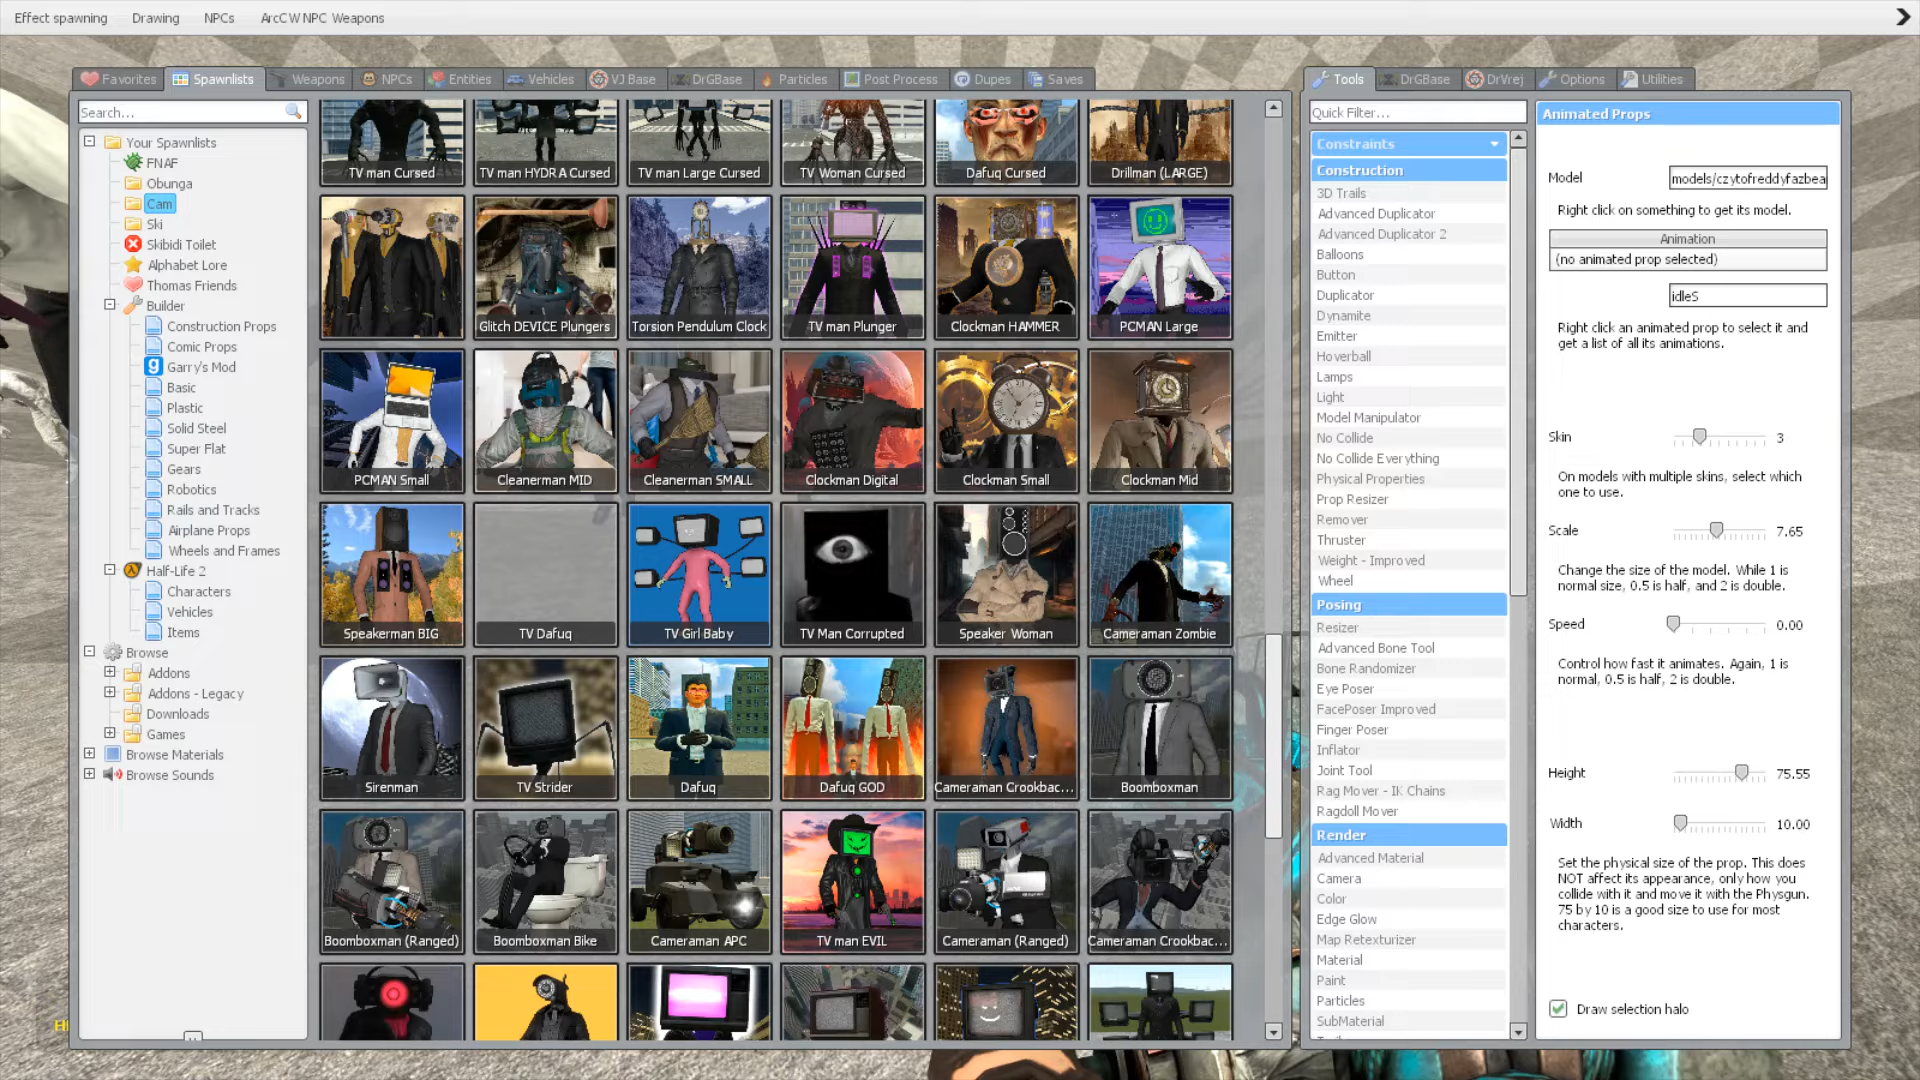 Effect spawning Drawing NPCs ArcCW NPC Weapons
Favorites Spawnlists Weapons NPCs Entities Vehicles VJ Base DrGBase Particles Post Process Dupes Saves
Search...
Your Spawnlists
FNAF
Obunga
Cam
Ski
Skibidi Toilet
Alphabet Lore
Thomas Friends
Builder
Construction Props
Comic Props
Garry's Mod
Basic
Plastic
Solid Steel
Super Flat
Gears
Robotics
Rails and Tracks
Airplane Props
Wheels and Frames
Half-Life 2
Characters
Vehicles
Items
Browse
Addons
Addons - Legacy
Downloads
Games
Browse Materials
Browse Sounds
TV man Cursed TV man HYDRA Cursed TV man Large Cursed TV Woman Cursed Dafuq Cursed Drillman (LARGE)
Glitch DEVICE Plungers Torsion Pendulum Clock TV man Plunger Clockman HAMMER PCMAN Large
PCMAN Small Cleanerman MID Cleanerman SMALL Clockman Digital Clockman Small Clockman Mid
Speakerman BIG TV Dafuq TV Girl Baby TV Man Corrupted Speaker Woman Cameraman Zombie
Sirenman TV Strider Dafuq Dafuq GOD Cameraman Crookbac... Boomboxman
Boomboxman (Ranged) Boomboxman Bike Cameraman APC TV man EVIL Cameraman (Ranged) Cameraman Crookbac...
Tools DrGBase DrVrej Options Utilities
Quick Filter...
Constraints
Construction
3D Trails
Advanced Duplicator
Advanced Duplicator 2
Balloons
Button
Duplicator
Dynamite
Emitter
Hoverball
Lamps
Light
Model Manipulator
No Collide
No Collide Everything
Physical Properties
Prop Resizer
Remover
Thruster
Weight - Improved
Wheel
Posing
Resizer
Advanced Bone Tool
Bone Randomizer
Eye Poser
FacePoser Improved
Finger Poser
Inflator
Joint Tool
Rag Mover - IK Chains
Ragdoll Mover
Render
Advanced Material
Camera
Color
Edge Glow
Map Retexturizer
Material
Paint
Particles
SubMaterial
Animated Props
Model models/czytofreddyfazbea
Right click on something to get its model.
Animation
(no animated prop selected)
idleS
Right click an animated prop to select it and
get a list of all its animations.
Skin 3
On models with multiple skins, select which
one to use.
Scale 7.65
Change the size of the model. While 1 is
normal size, 0.5 is half, and 2 is double.
Speed 0.00
Control how fast it animates. Again, 1 is
normal, 0.5 is half, 2 is double.
Height 75.55
Width 10.00
Set the physical size of the prop. This does
NOT affect its appearance, only how you
collide with it and move it with the Physgun.
75 by 10 is a good size to use for most
characters.
Draw selection halo